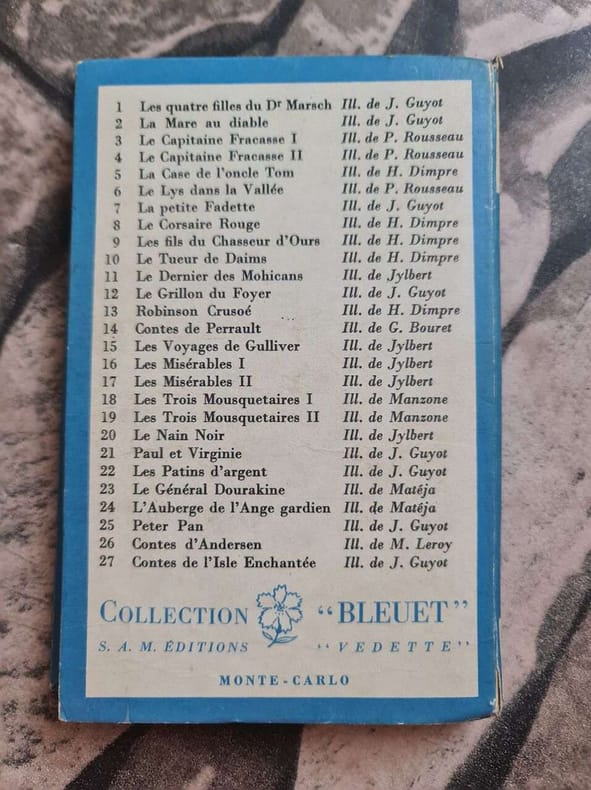 1 Les quatre filles du Dr Marsch Ill. de J. Guyot
2 La Mare au diable Ill. de J. Guyot
3 Le Capitaine Fracasse I Ill. de P. Rousseau
4 Le Capitaine Fracasse II Ill. de P. Rousseau
5 La Case de l'oncle Tom Ill. de H. Dimpre
6 Le Lys dans la Vallée Ill. de P. Rousseau
7 La petite Fadette Ill. de J. Guyot
8 Le Corsaire Rouge Ill. de H. Dimpre
9 Les fils du Chasseur d'Ours Ill. de H. Dimpre
10 Le Tueur de Daims Ill. de H. Dimpre
11 Le Dernier des Mohicans Ill. de Jylbert
12 Le Grillon du Foyer Ill. de J. Guyot
13 Robinson Crusoé Ill. de H. Dimpre
14 Contes de Perrault Ill. de G. Bouret
15 Les Voyages de Gulliver Ill. de Jylbert
16 Les Misérables I Ill. de Jylbert
17 Les Misérables II Ill. de Jylbert
18 Les Trois Mousquetaires I Ill. de Manzone
19 Les Trois Mousquetaires II Ill. de Manzone
20 Le Nain Noir Ill. de Jylbert
21 Paul et Virginie Ill. de J. Guyot
22 Les Patins d'argent Ill. de J. Guyot
23 Le Général Dourakine Ill. de Matéja
24 L'Auberge de l'Ange gardien Ill. de Matéja
25 Peter Pan Ill. de J. Guyot
26 Contes d'Andersen Ill. de M. Leroy
27 Contes de l'Isle Enchantée Ill. de J. Guyot
COLLECTION "BLEUET"
S. A. M. ÉDITIONS "VEDETTE"
MONTE-CARLO